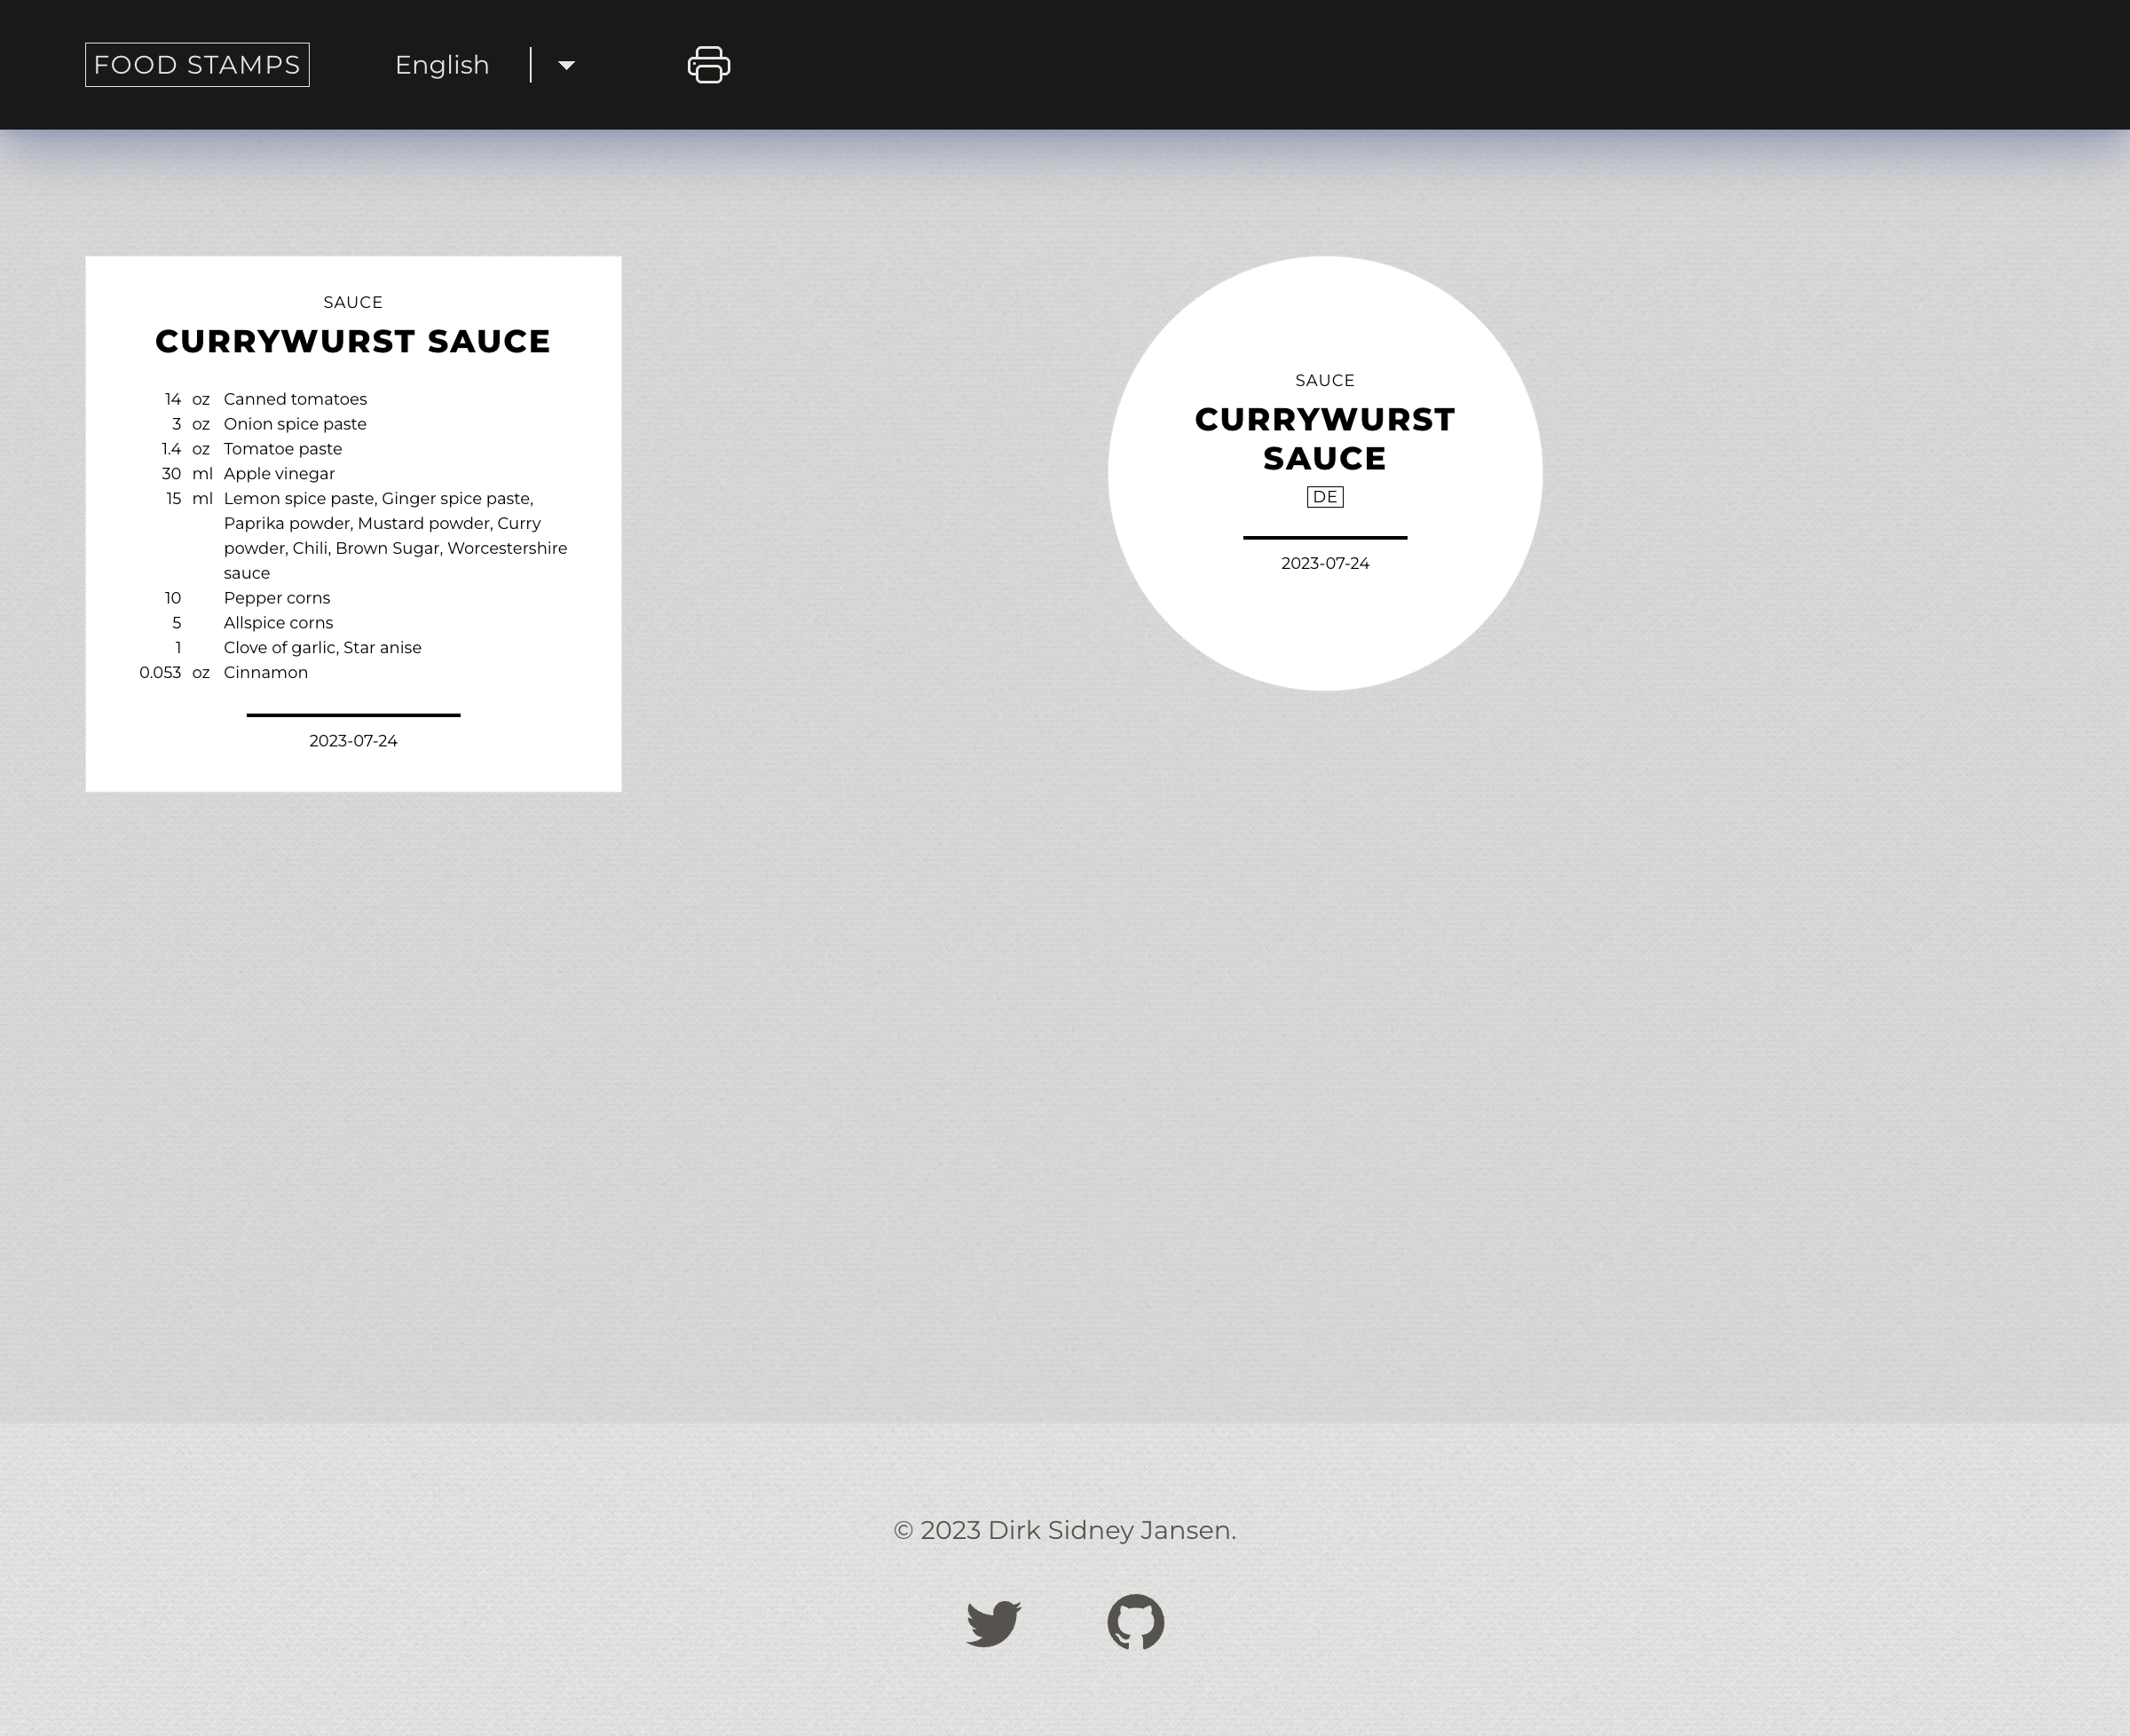 FOOD STAMPS
English
SAUCE
CURRYWURST SAUCE
14 oz Canned tomatoes
3 oz Onion spice paste
1.4 oz Tomatoe paste
30 ml Apple vinegar
15 ml Lemon spice paste, Ginger spice paste,
Paprika powder, Mustard powder, Curry
powder, Chili, Brown Sugar, Worcestershire
sauce
10 Pepper corns
5 Allspice corns
1 Clove of garlic, Star anise
0.053 oz Cinnamon
2023-07-24
SAUCE
CURRYWURST
SAUCE
DE
2023-07-24
© 2023 Dirk Sidney Jansen.